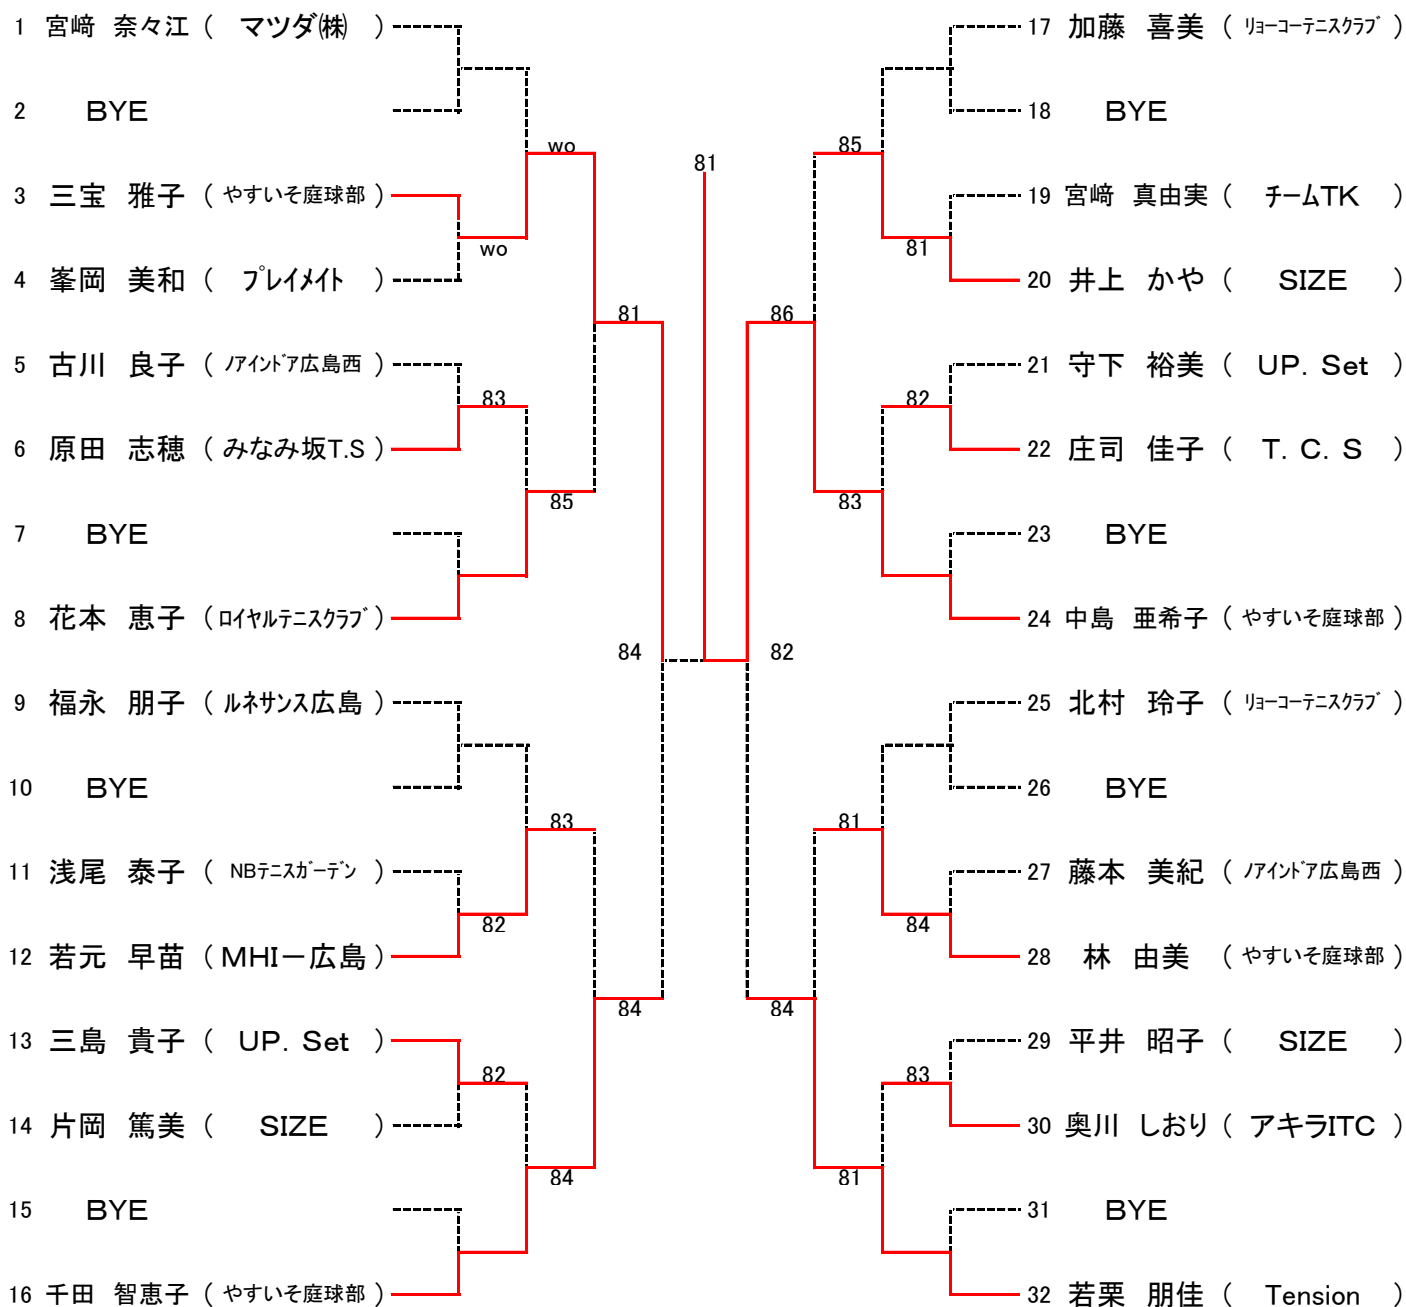 1 宮﨑 奈々江 ( マツダ㈱ )
2 BYE
3 三宝 雅子 ( やすいそ庭球部 )
4 峯岡 美和 ( プレイメイト )
5 古川 良子 ( ノアインドア広島西 )
6 原田 志穂 ( みなみ坂T.S )
7 BYE
8 花本 恵子 ( ロイヤルテニスクラブ )
9 福永 朋子 ( ルネサンス広島 )
10 BYE
11 浅尾 泰子 ( NBテニスガーデン )
12 若元 早苗 ( MHI－広島 )
13 三島 貴子 ( UP. Set )
14 片岡 篤美 ( SIZE )
15 BYE
16 千田 智恵子 ( やすいそ庭球部 )
wo
wo
83
85
81
82
83
82
84
84
84
81
82
86
85
81
82
83
81
84
84
83
81
17 加藤 喜美 ( リョーコーテニスクラブ )
18 BYE
19 宮﨑 真由実 ( チームTK )
20 井上 かや ( SIZE )
21 守下 裕美 ( UP. Set )
22 庄司 佳子 ( T. C. S )
23 BYE
24 中島 亜希子 ( やすいそ庭球部 )
25 北村 玲子 ( リョーコーテニスクラブ )
26 BYE
27 藤本 美紀 ( ノアインドア広島西 )
28 林 由美 ( やすいそ庭球部 )
29 平井 昭子 ( SIZE )
30 奥川 しおり ( アキラITC )
31 BYE
32 若栗 朋佳 ( Tension )